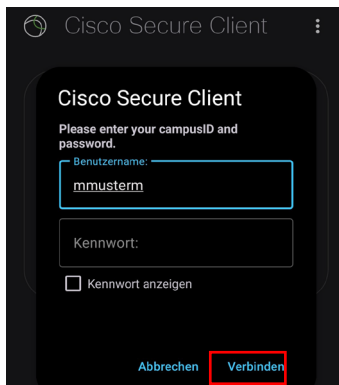 Cisco Secure Client
Cisco Secure Client
Please enter your campusID and
password.
Benutzername:
mmusterm
Kennwort:
Kennwort anzeigen
Abbrechen Verbinden